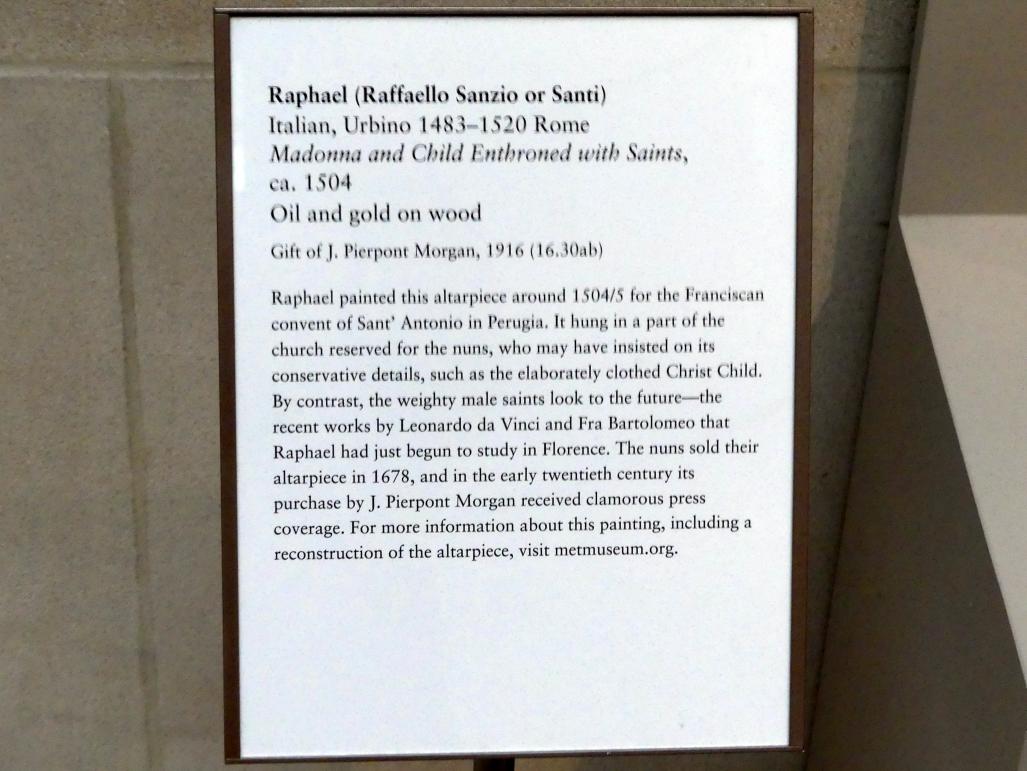 Raphael (Raffaello Sanzio or Santi)
Italian, Urbino 1483–1520 Rome
Madonna and Child Enthroned with Saints,
ca. 1504
Oil and gold on wood
Gift of J. Pierpont Morgan, 1916 (16.30ab)
Raphael painted this altarpiece around 1504/5 for the Franciscan
convent of Sant’ Antonio in Perugia. It hung in a part of the
church reserved for the nuns, who may have insisted on its
conservative details, such as the elaborately clothed Christ Child.
By contrast, the weighty male saints look to the future—the
recent works by Leonardo da Vinci and Fra Bartolomeo that
Raphael had just begun to study in Florence. The nuns sold their
altarpiece in 1678, and in the early twentieth century its
purchase by J. Pierpont Morgan received clamorous press
coverage. For more information about this painting, including a
reconstruction of the altarpiece, visit metmuseum.org.